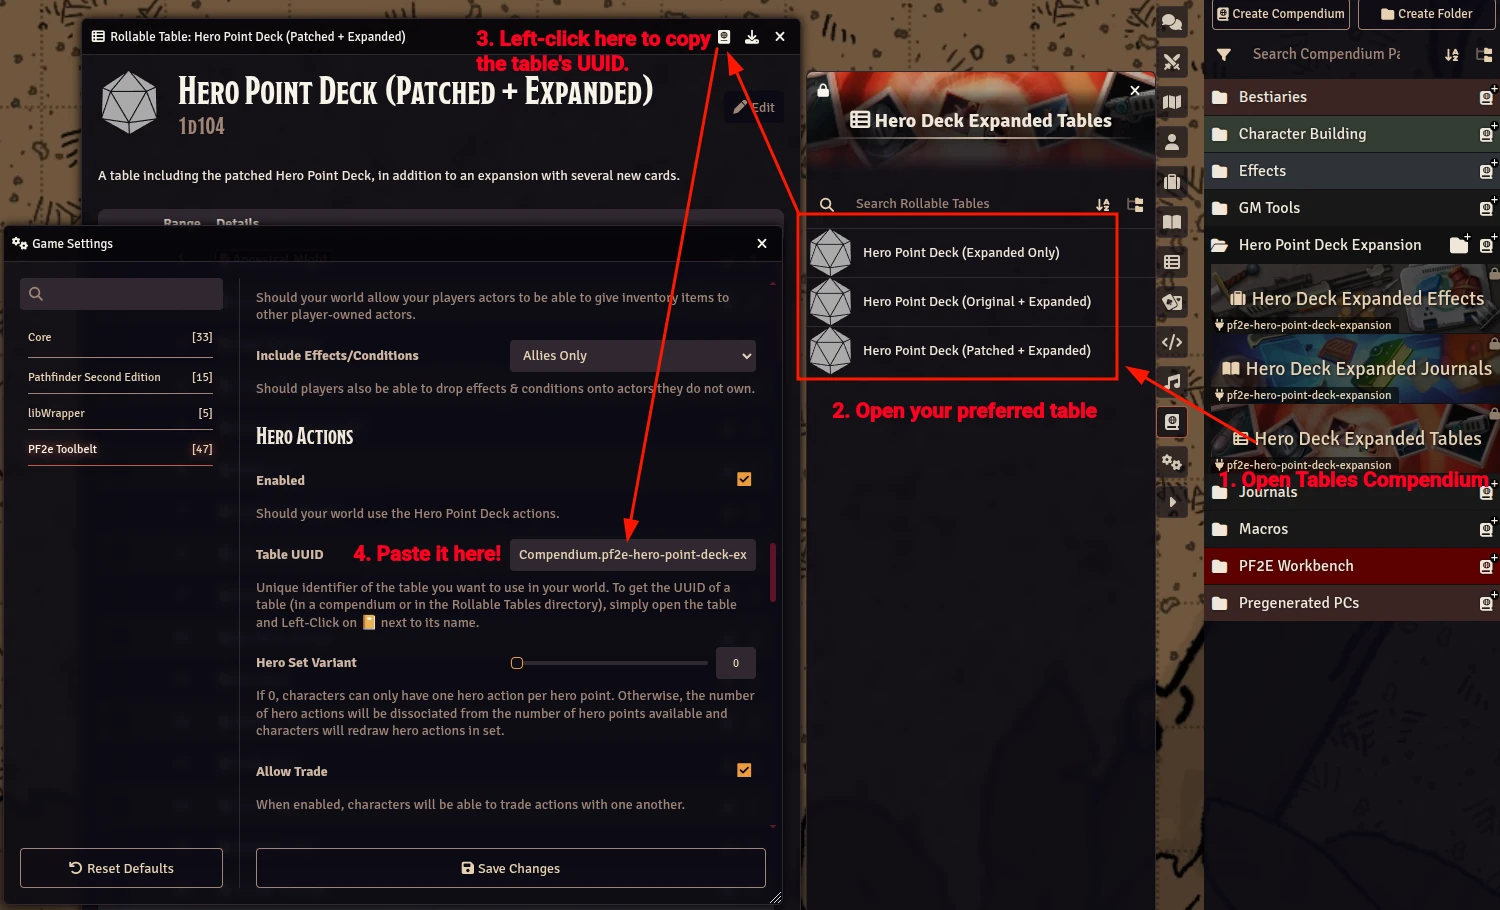 Rollable Table: Hero Point Deck (Patched + Expanded)
3. Left-click here to copy
the table's UUID.
Hero Point Deck (Patched + Expanded)
1d104
Edit
A table including the patched Hero Point Deck, in addition to an expansion with several new cards.
Range Details
Ancestral Might
Game Settings
Core [33]
Pathfinder Second Edition [15]
libWrapper [5]
PF2e Toolbelt [47]
Should your world allow your players actors to be able to give inventory items to
other player-owned actors.
Include Effects/Conditions
Allies Only
Should players also be able to drop effects & conditions onto actors they do not own.
Hero Actions
Enabled
Should your world use the Hero Point Deck actions.
Table UUID
4. Paste it here!
Compendium.pf2e-hero-point-deck-ex
Unique identifier of the table you want to use in your world. To get the UUID of a
table (in a compendium or in the Rollable Tables directory), simply open the table
and Left-Click on 📔 next to its name.
Hero Set Variant
0
If 0, characters can only have one hero action per hero point. Otherwise, the number
of hero actions will be dissociated from the number of hero points available and
characters will redraw hero actions in set.
Allow Trade
When enabled, characters will be able to trade actions with one another.
Reset Defaults
Save Changes
Hero Deck Expanded Tables
Search Rollable Tables
Hero Point Deck (Expanded Only)
Hero Point Deck (Original + Expanded)
Hero Point Deck (Patched + Expanded)
2. Open your preferred table
Create Compendium
Create Folder
Search Compendium Pa
Bestiaries
Character Building
Effects
GM Tools
Hero Point Deck Expansion
Hero Deck Expanded Effects
pf2e-hero-point-deck-expansion
Hero Deck Expanded Journals
pf2e-hero-point-deck-expansion
Hero Deck Expanded Tables
pf2e-hero-point-deck-expansion
1. Open Tables Compendium
Journals
Macros
PF2E Workbench
Pregenerated PCs